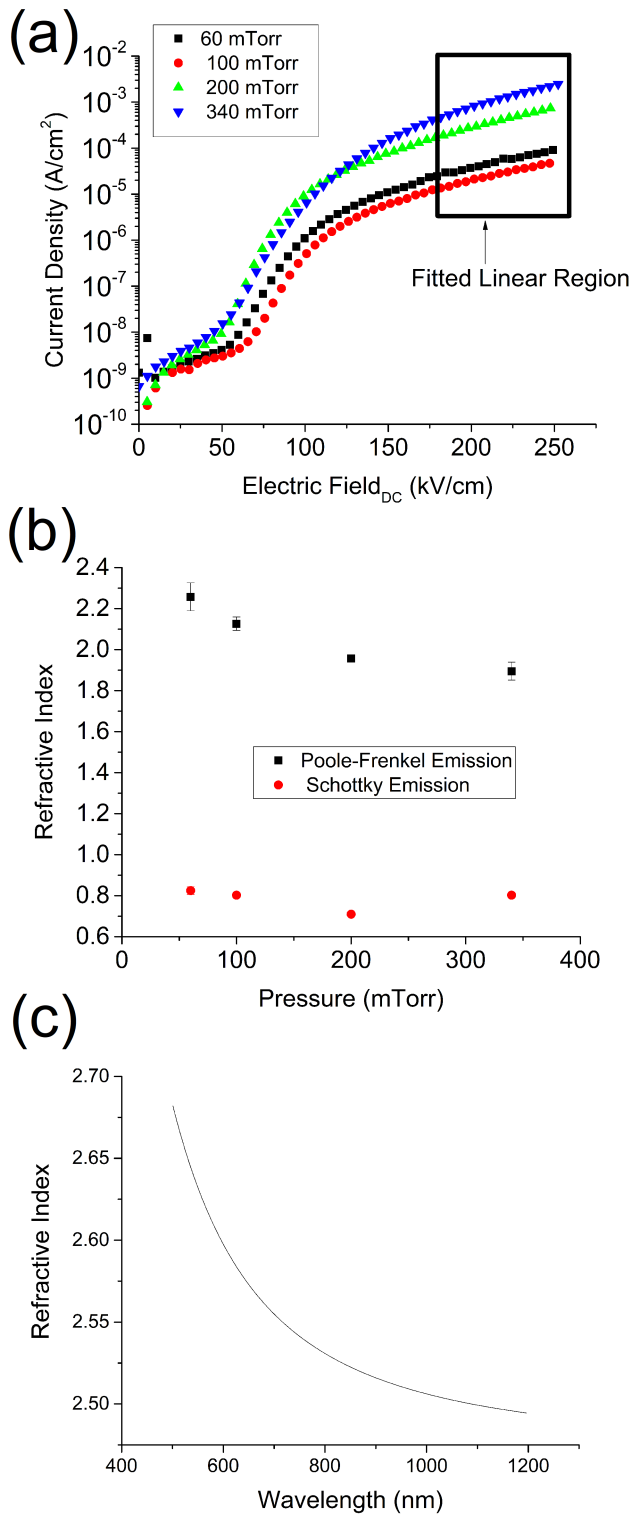 (a)
60 mTorr
100 mTorr
200 mTorr
340 mTorr
10⁻²
10⁻³
10⁻⁴
10⁻⁵
10⁻⁶
10⁻⁷
10⁻⁸
10⁻⁹
10⁻¹⁰
Current Density (A/cm²)
Fitted Linear Region
0 50 100 150 200 250
Electric Field_DC (kV/cm)
(b)
2.4
2.2
2.0
1.8
1.6
1.4
1.2
1.0
0.8
0.6
Refractive Index
Poole-Frenkel Emission
Schottky Emission
0 100 200 300 400
Pressure (mTorr)
(c)
2.70
2.65
2.60
2.55
2.50
Refractive Index
400 600 800 1000 1200
Wavelength (nm)